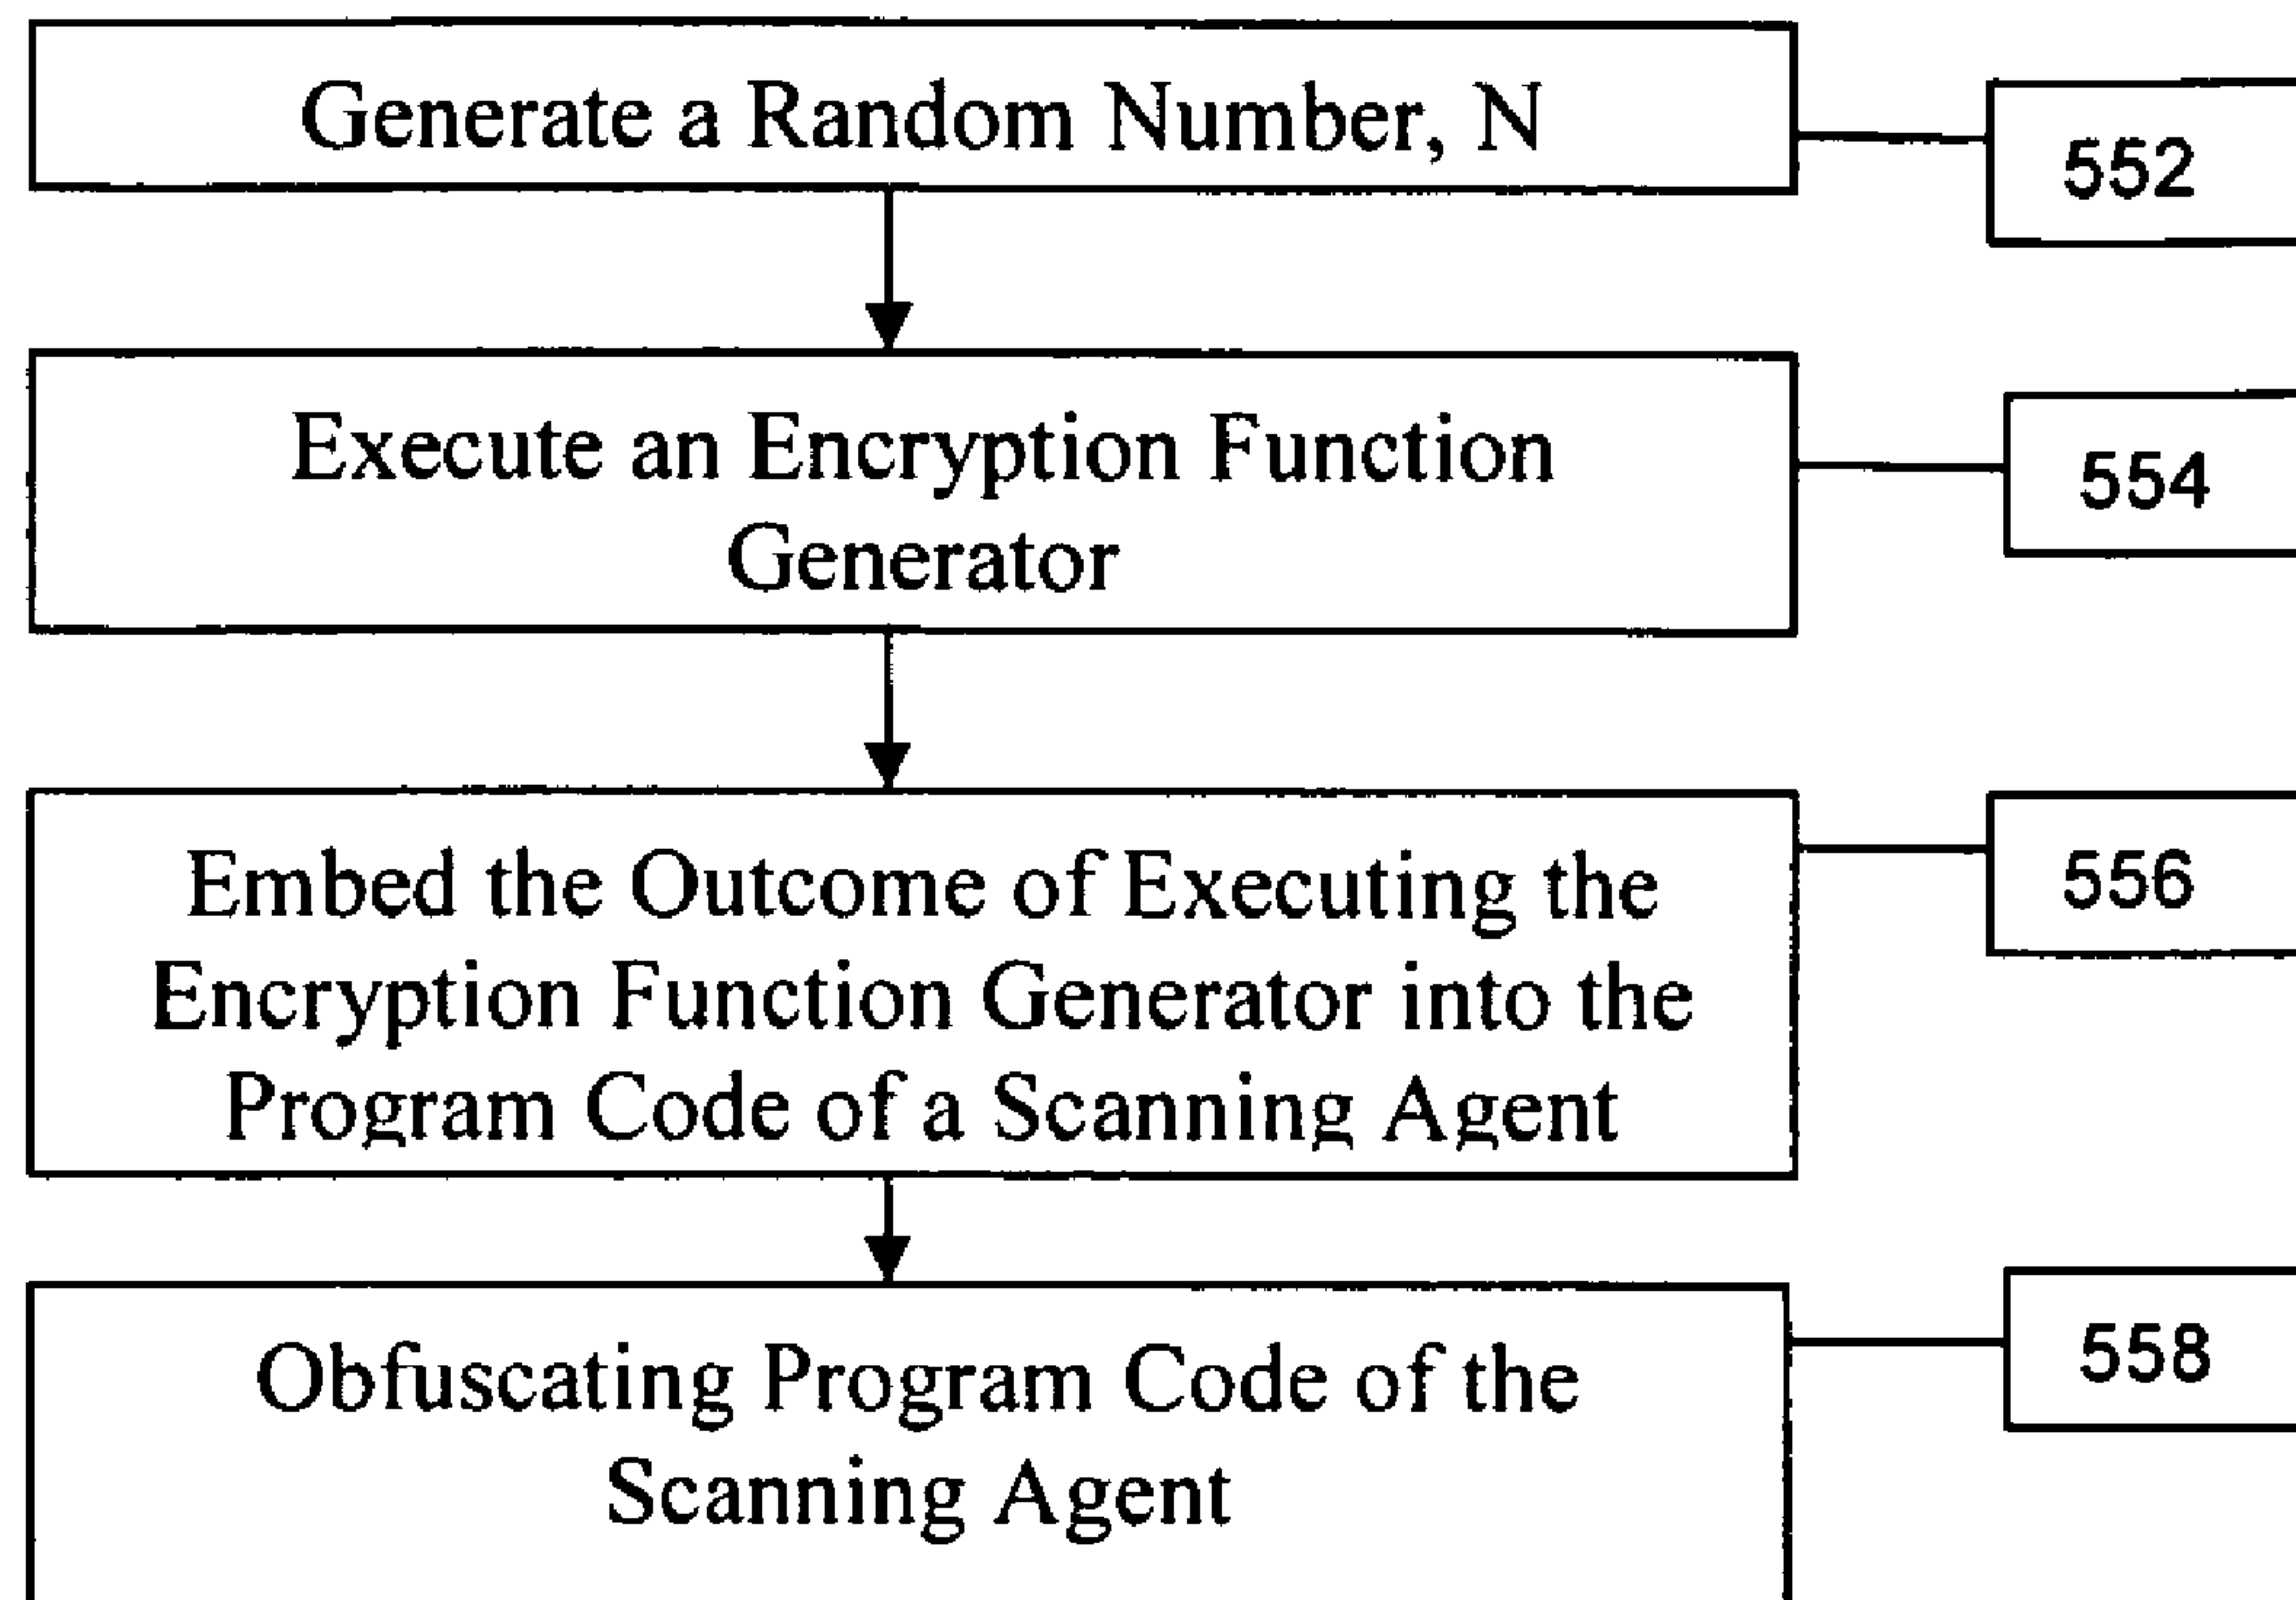 Generate a Random Number, N
552
Execute an Encryption Function
Generator
554
Embed the Outcome of Executing the
Encryption Function Generator into the
Program Code of a Scanning Agent
556
Obfuscating Program Code of the
Scanning Agent
558